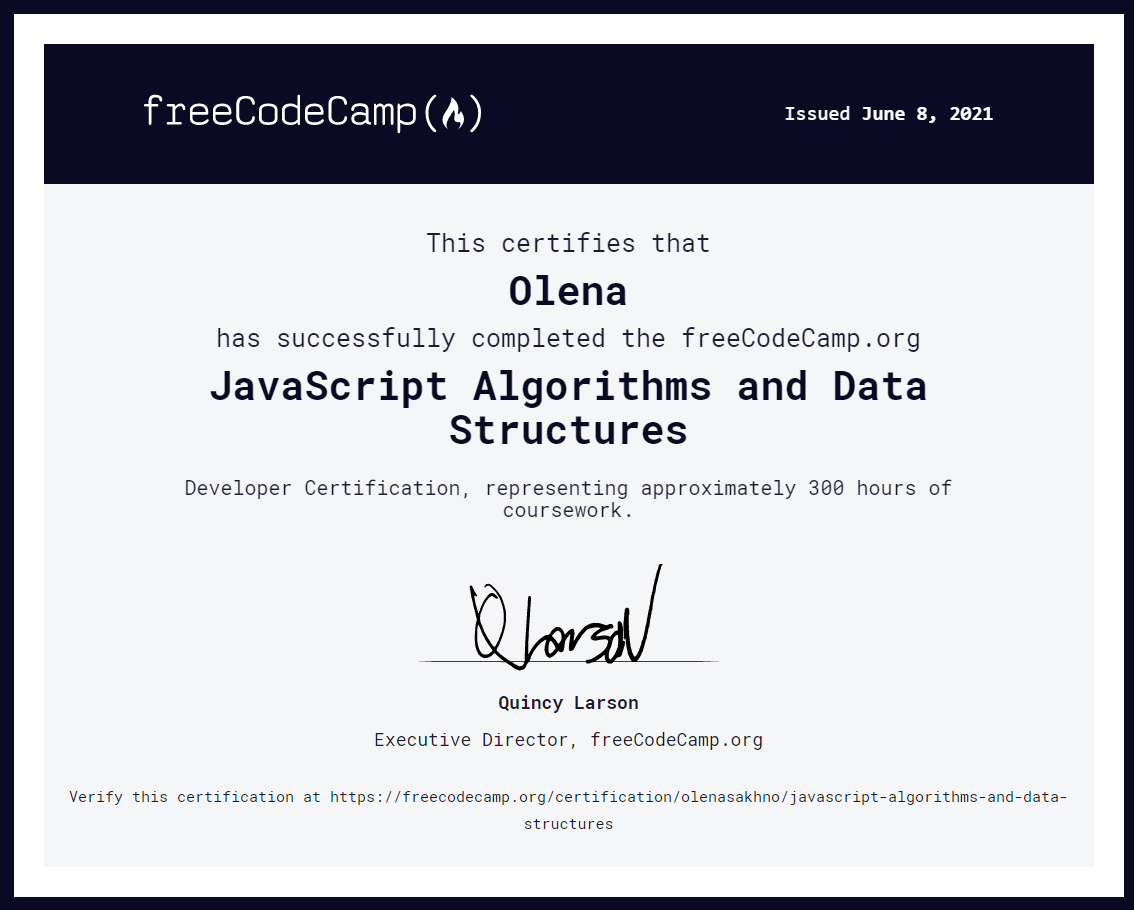 freeCodeCamp(🔥)
Issued June 8, 2021
This certifies that
Olena
has successfully completed the freeCodeCamp.org
JavaScript Algorithms and Data
Structures
Developer Certification, representing approximately 300 hours of
coursework.
Q Larson
Quincy Larson
Executive Director, freeCodeCamp.org
Verify this certification at https://freecodecamp.org/certification/olenasakhno/javascript-algorithms-and-data-
structures